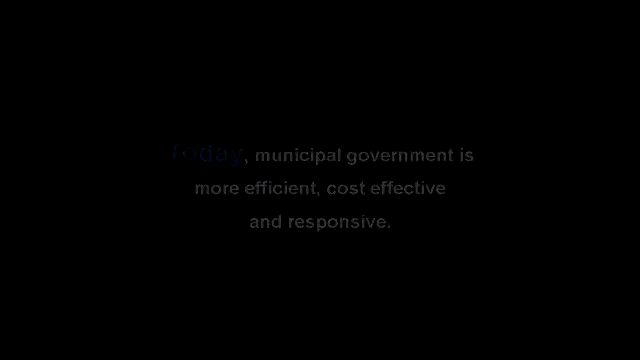 Today, municipal government is
more efficient, cost effective
and responsive.